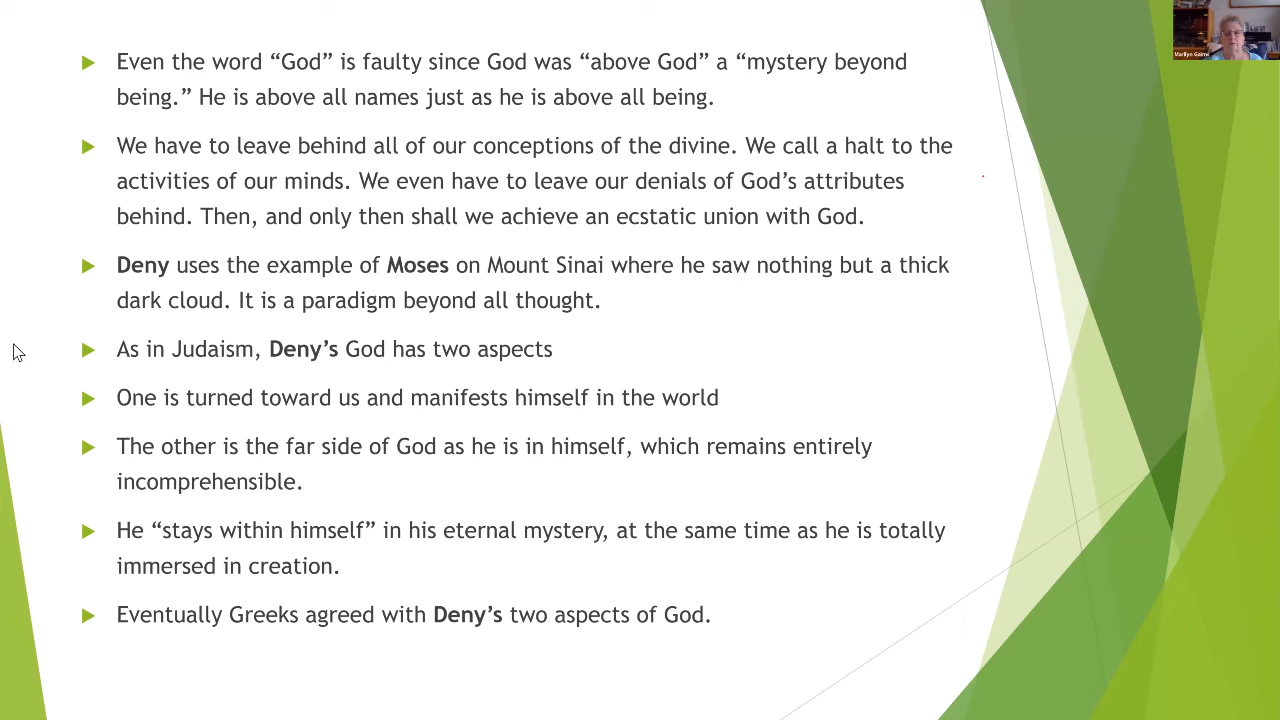 Even the word “God” is faulty since God was “above God” a “mystery beyond
being.” He is above all names just as he is above all being.
We have to leave behind all of our conceptions of the divine. We call a halt to the
activities of our minds. We even have to leave our denials of God’s attributes
behind. Then, and only then shall we achieve an ecstatic union with God.
Deny uses the example of Moses on Mount Sinai where he saw nothing but a thick
dark cloud. It is a paradigm beyond all thought.
As in Judaism, Deny’s God has two aspects
One is turned toward us and manifests himself in the world
The other is the far side of God as he is in himself, which remains entirely
incomprehensible.
He “stays within himself” in his eternal mystery, at the same time as he is totally
immersed in creation.
Eventually Greeks agreed with Deny’s two aspects of God.
Marilyn